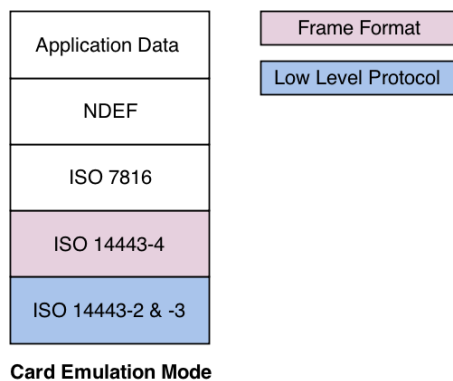 Application Data
NDEF
ISO 7816
ISO 14443-4
ISO 14443-2 & -3
Card Emulation Mode
Frame Format
Low Level Protocol